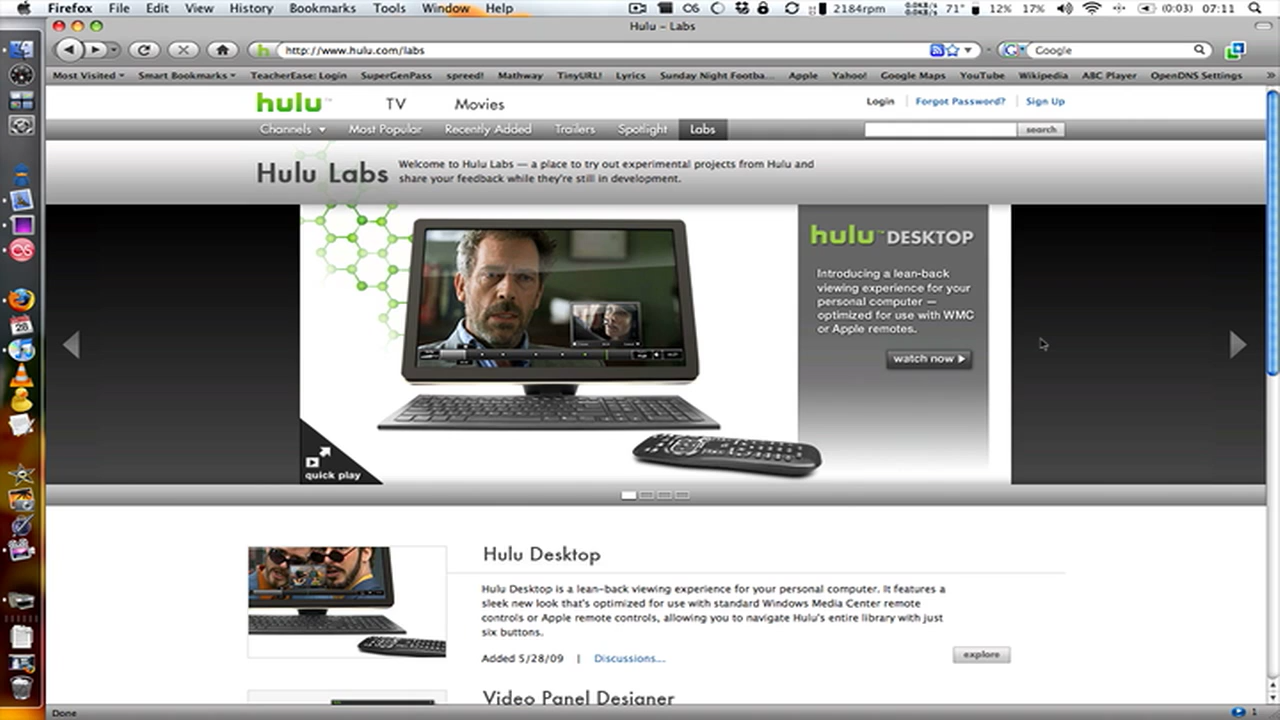 Firefox File Edit View History Bookmarks Tools Window Help 2184rpm 71° 12% 17% (0:03) 07:11
Hulu – Labs
http://www.hulu.com/labs Google
Most Visited Smart Bookmarks TeacherEase: Login SuperGenPass speed! Mathway TinyURL! Lyrics Sunday Night Footba... Apple Yahoo! Google Maps YouTube Wikipedia ABC Player OpenDNS Settings »
hulu™ TV Movies Login Forgot Password? Sign Up
Channels Most Popular Recently Added Trailers Spotlight Labs search
Hulu Labs
Welcome to Hulu Labs — a place to try out experimental projects from Hulu and
share your feedback while they're still in development.
hulu™ DESKTOP
Introducing a lean-back
viewing experience for your
personal computer —
optimized for use with WMC
or Apple remotes.
watch now
quick play
Hulu Desktop
Hulu Desktop is a lean-back viewing experience for your personal computer. It features a
sleek new look that's optimized for use with standard Windows Media Center remote
controls or Apple remote controls, allowing you to navigate Hulu's entire library with just
six buttons.
Added 5/28/09 | Discussions...
explore
Video Panel Designer
Done 1